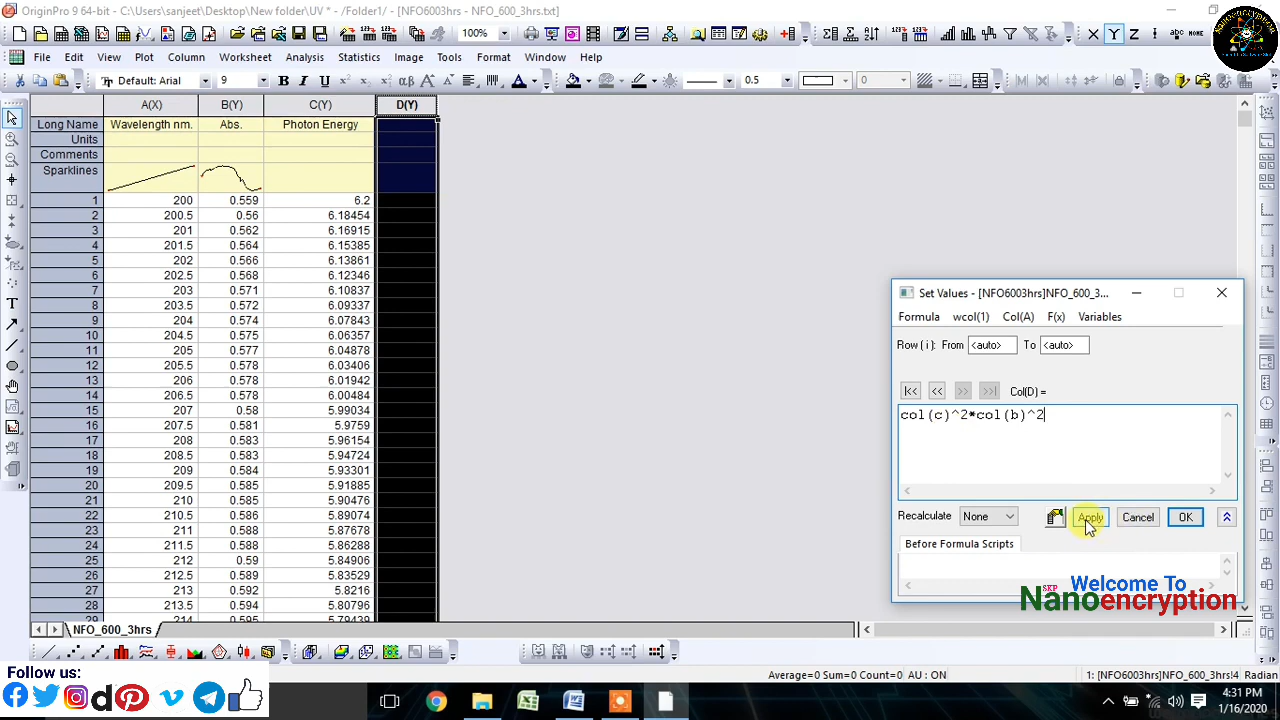 OriginPro 9 64-bit - C:\Users\sanjeet\Desktop\New folder\UV * - /Folder1/ - [NFO6003hrs - NFO_600_3hrs.txt]
100%
X Y Z
File Edit View Plot Column Worksheet Analysis Statistics Image Tools Format Window Help
Default: Arial 9 B I U αβ A A A 0.5 0
A(X) B(Y) C(Y) D(Y)
Long Name Wavelength nm. Abs. Photon Energy
Units
Comments
Sparklines
1 200 0.559 6.2
2 200.5 0.56 6.18454
3 201 0.562 6.16915
4 201.5 0.564 6.15385
5 202 0.566 6.13861
6 202.5 0.568 6.12346
7 203 0.571 6.10837
8 203.5 0.572 6.09337
9 204 0.574 6.07843
10 204.5 0.575 6.06357
11 205 0.577 6.04878
12 205.5 0.578 6.03406
13 206 0.578 6.01942
14 206.5 0.578 6.00484
15 207 0.58 5.99034
16 207.5 0.581 5.9759
17 208 0.583 5.96154
18 208.5 0.583 5.94724
19 209 0.584 5.93301
20 209.5 0.585 5.91885
21 210 0.585 5.90476
22 210.5 0.586 5.89074
23 211 0.588 5.87678
24 211.5 0.588 5.86288
25 212 0.59 5.84906
26 212.5 0.589 5.83529
27 213 0.592 5.8216
28 213.5 0.594 5.80796
29 214 0.595 5.79439
NFO_600_3hrs
Set Values - [NFO6003hrs]NFO_600_3...
Formula wcol(1) Col(A) F(x) Variables
Row ( i ): From <auto> To <auto>
Col(D) =
col(c)^2*col(b)^2
Recalculate None Apply Cancel OK
Before Formula Scripts
Welcome To
SKP
Nanoencryption
Average=0 Sum=0 Count=0 AU : ON 1: [NFO6003hrs]NFO_600_3hrs!4 Radian
Follow us:
4:31 PM
1/16/2020